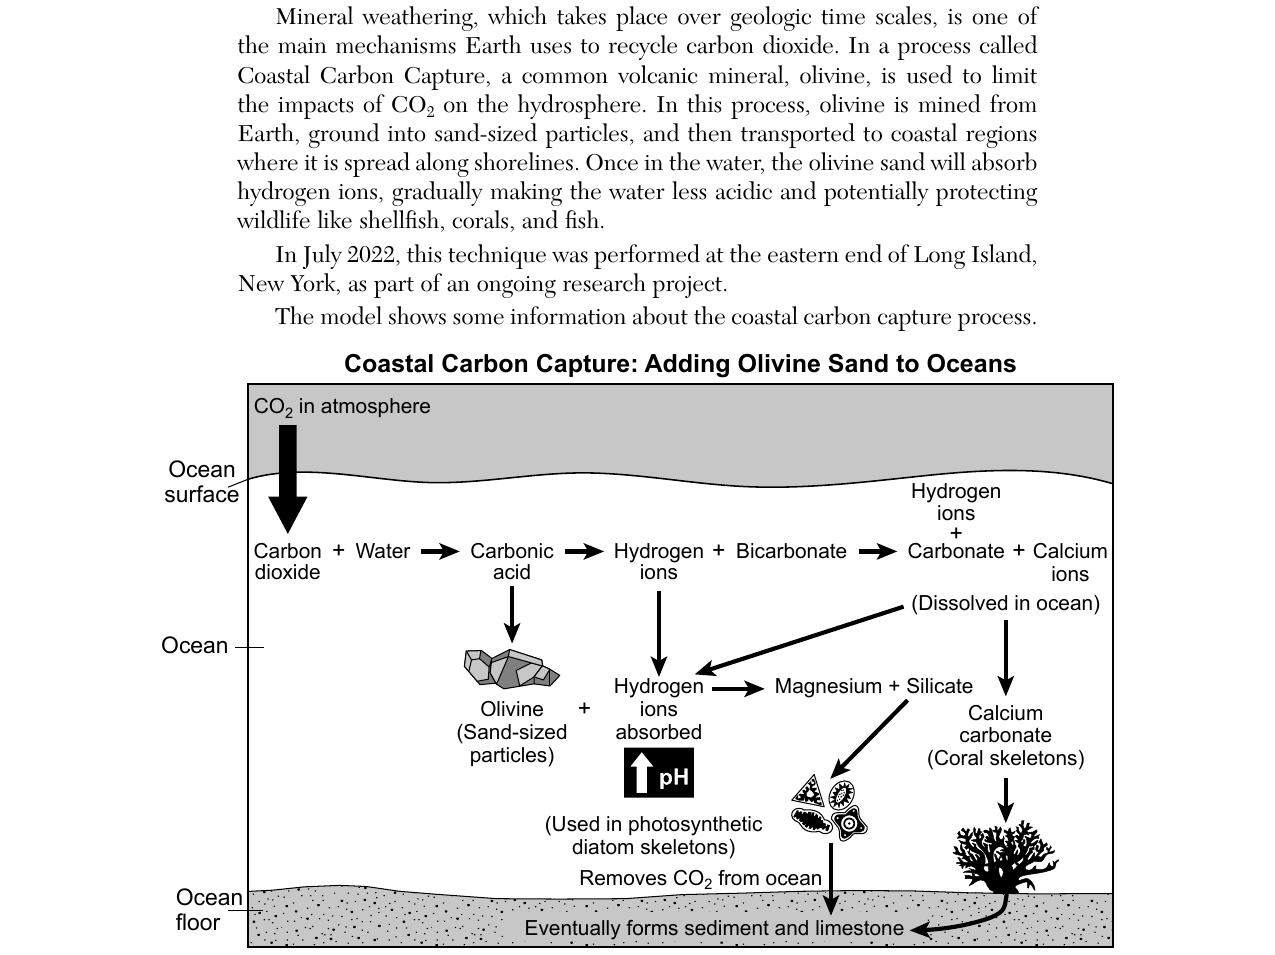 Mineral weathering, which takes place over geologic time scales, is one of
the main mechanisms Earth uses to recycle carbon dioxide. In a process called
Coastal Carbon Capture, a common volcanic mineral, olivine, is used to limit
the impacts of CO₂ on the hydrosphere. In this process, olivine is mined from
Earth, ground into sand-sized particles, and then transported to coastal regions
where it is spread along shorelines. Once in the water, the olivine sand will absorb
hydrogen ions, gradually making the water less acidic and potentially protecting
wildlife like shellfish, corals, and fish.
In July 2022, this technique was performed at the eastern end of Long Island,
New York, as part of an ongoing research project.
The model shows some information about the coastal carbon capture process.
Coastal Carbon Capture: Adding Olivine Sand to Oceans
CO₂ in atmosphere
Ocean
surface
Hydrogen
ions
+
Carbon
dioxide
+ Water
Carbonic
acid
Hydrogen
ions
+ Bicarbonate
Carbonate + Calcium
ions
(Dissolved in ocean)
Ocean
Olivine
(Sand-sized
particles)
+
Hydrogen
ions
absorbed
pH
Magnesium + Silicate
Calcium
carbonate
(Coral skeletons)
(Used in photosynthetic
diatom skeletons)
Removes CO₂ from ocean
Ocean
floor
Eventually forms sediment and limestone